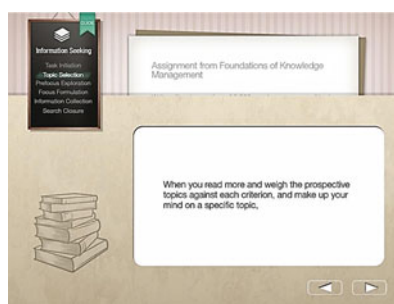 GUIDE
Information Seeking
Task Initiation
Topic Selection
Prefocus Exploration
Focus Formulation
Information Collection
Search Closure
Assignment from Foundations of Knowledge
Management
When you read more and weigh the prospective
topics against each criterion, and make up your
mind on a specific topic,